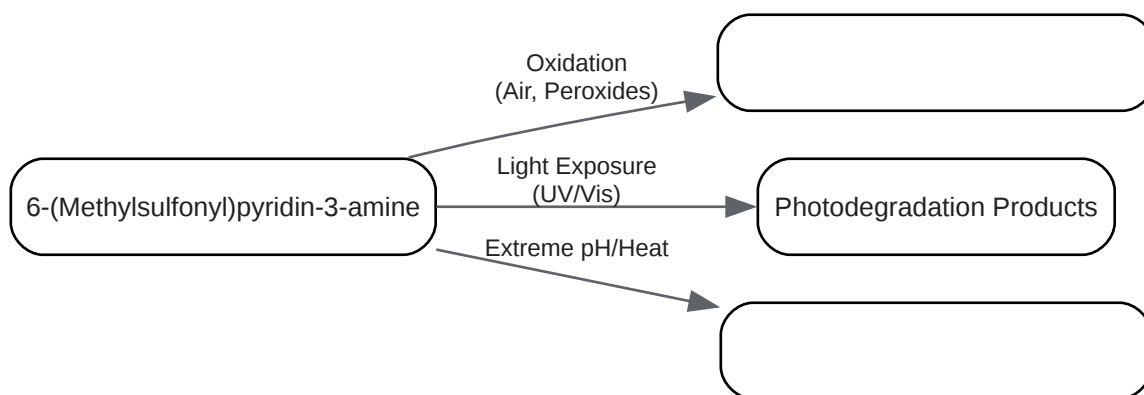 Oxidation
(Air, Peroxides)
6-(Methylsulfonyl)pyridin-3-amine
Light Exposure
(UV/Vis)
Photodegradation Products
Extreme pH/Heat